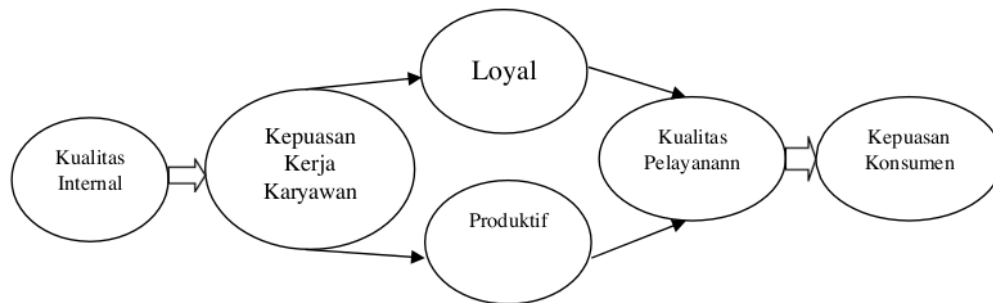 Kualitas
Internal
Kepuasan
Kerja
Karyawan
Loyal
Produktif
Kualitas
Pelayanann
Kepuasan
Konsumen